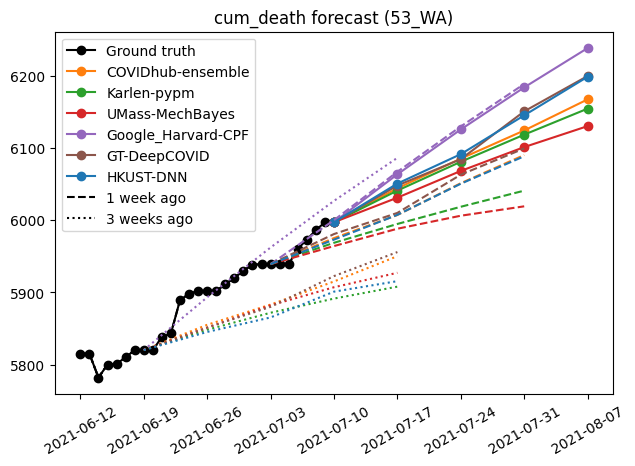 cum_death forecast (53_WA)
Ground truth
COVIDhub-ensemble
Karlen-pypm
UMass-MechBayes
Google_Harvard-CPF
GT-DeepCOVID
HKUST-DNN
1 week ago
3 weeks ago
6200
6100
6000
5900
5800
2021-06-12
2021-06-19
2021-06-26
2021-07-03
2021-07-10
2021-07-17
2021-07-24
2021-07-31
2021-08-07